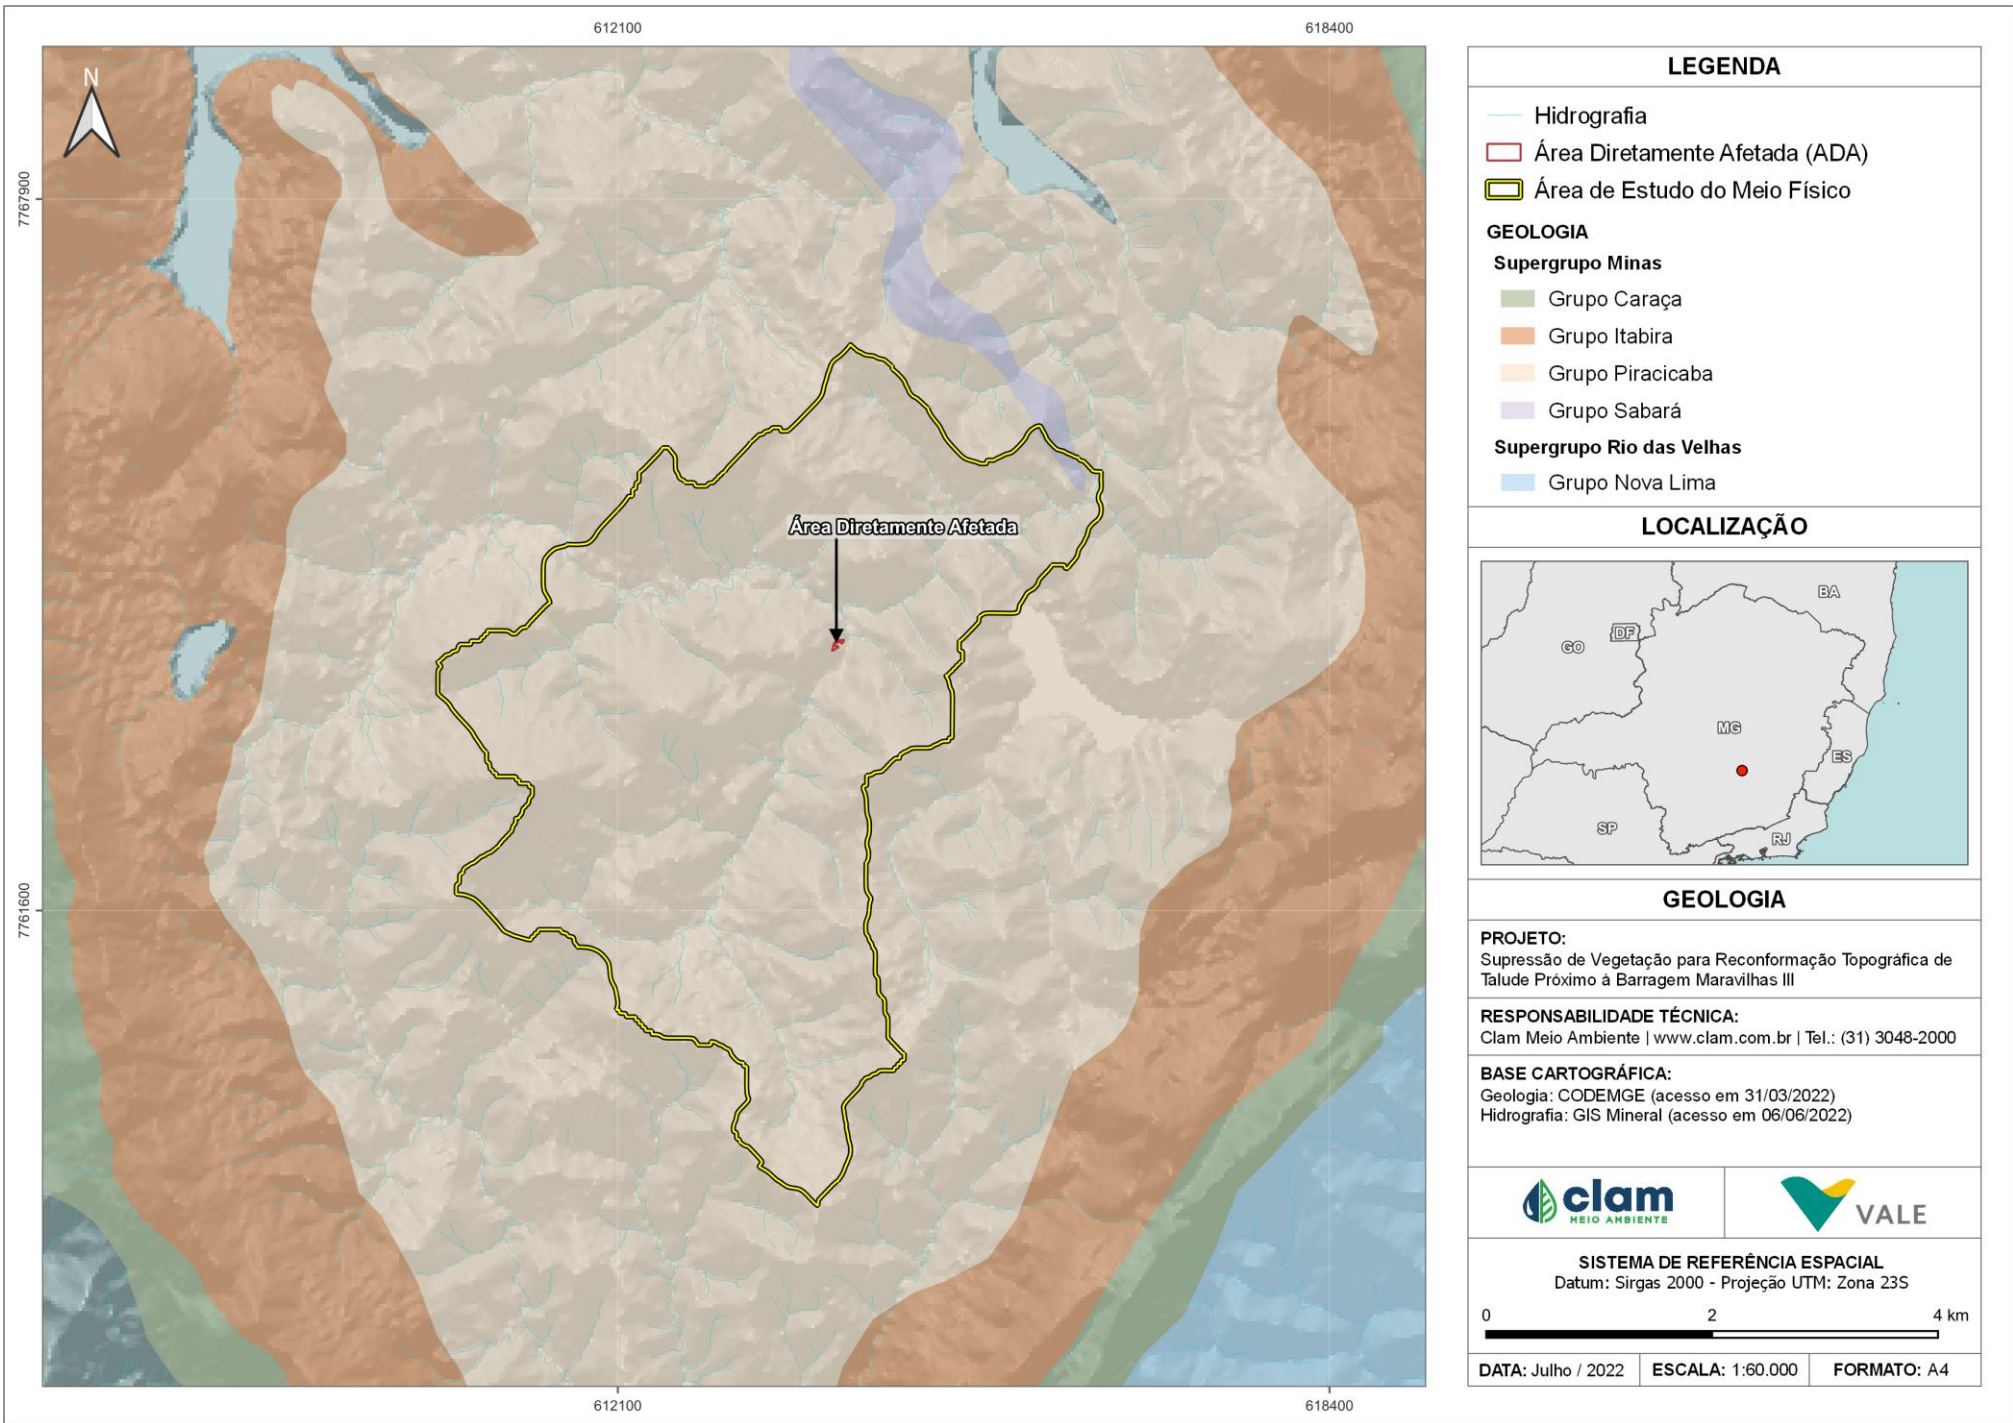 612100
618400
N
7767900
7761600
Área Diretamente Afetada
612100
618400
LEGENDA
Hidrografia
Área Diretamente Afetada (ADA)
Área de Estudo do Meio Físico
GEOLOGIA
Supergrupo Minas
Grupo Caraça
Grupo Itabira
Grupo Piracicaba
Grupo Sabará
Supergrupo Rio das Velhas
Grupo Nova Lima
LOCALIZAÇÃO
BA
DF
GO
MG
ES
SP
RJ
GEOLOGIA
PROJETO:
Supressão de Vegetação para Reconformação Topográfica de
Talude Próximo à Barragem Maravilhas III
RESPONSABILIDADE TÉCNICA:
Clam Meio Ambiente | www.clam.com.br | Tel.: (31) 3048-2000
BASE CARTOGRÁFICA:
Geologia: CODEMGE (acesso em 31/03/2022)
Hidrografia: GIS Mineral (acesso em 06/06/2022)
clam
MEIO AMBIENTE
VALE
SISTEMA DE REFERÊNCIA ESPACIAL
Datum: Sirgas 2000 - Projeção UTM: Zona 23S
0 2 4 km
DATA: Julho / 2022 ESCALA: 1:60.000 FORMATO: A4